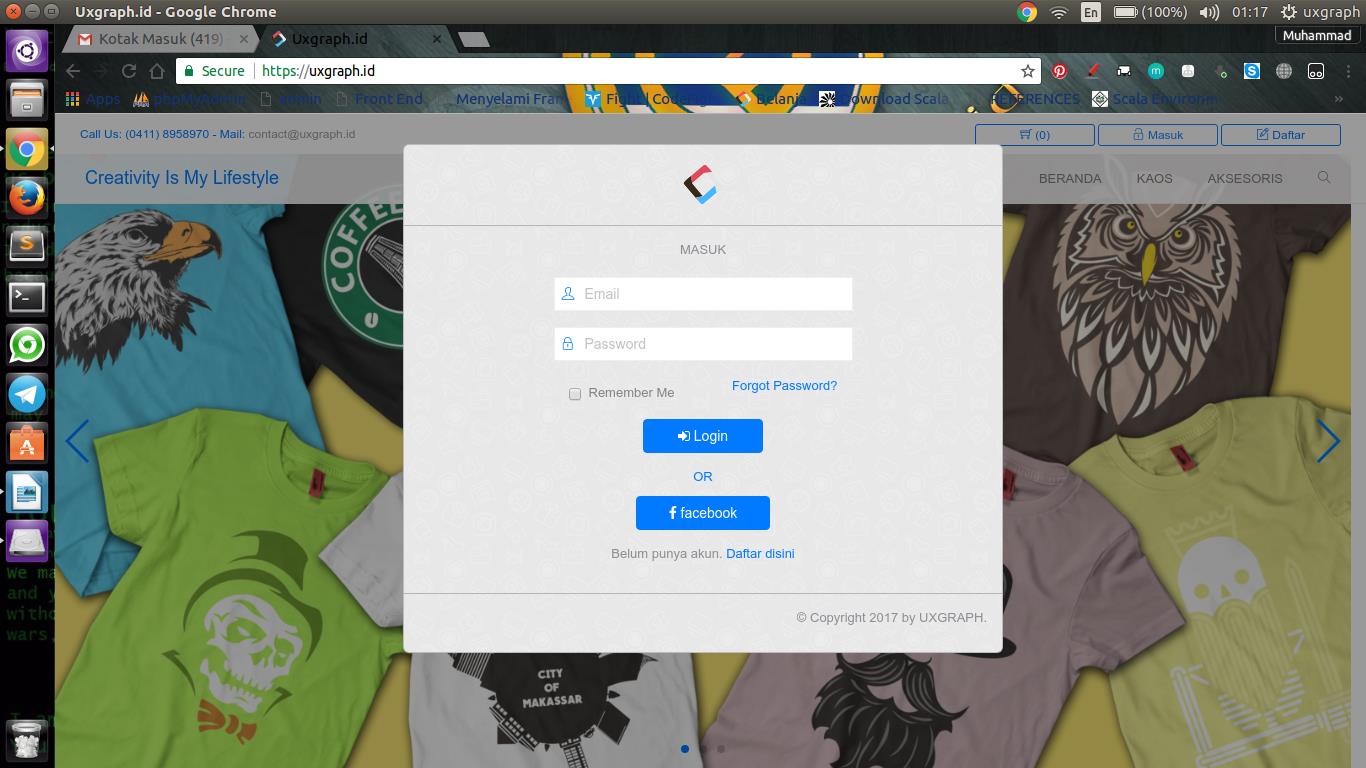 Uxgraph.id - Google Chrome
En (100%) 01:17 uxgraph
Kotak Masuk (419) Uxgraph.id Muhammad
Secure https://uxgraph.id
Apps phpMyAdmin admin Front End Menyelami Fram Fight | CodeFights Belanja Download Scala REFERENCES Scala Environm »
Call Us: (0411) 8958970 - Mail: contact@uxgraph.id
(0) Masuk Daftar
Creativity Is My Lifestyle
BERANDA KAOS AKSESORIS
COFFEE
MASUK
Email
Password
Remember Me Forgot Password?
Login
OR
facebook
Belum punya akun. Daftar disini
© Copyright 2017 by UXGRAPH.
CITY
OF
MAKASSAR
We ma
and y
witho
wars,